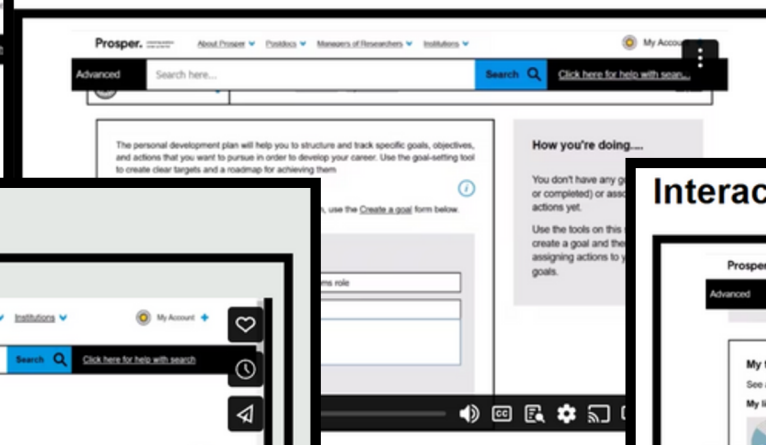 Prosper.
About Prosper Postdocs Managers of Researchers Institutions
My Accou
Advanced
Search here...
Search
Click here for help with sear...
The personal development plan will help you to structure and track specific goals, objectives,
and actions that you want to pursue in order to develop your career. Use the goal-setting tool
to create clear targets and a roadmap for achieving them
, use the Create a goal form below.
ms role
How you're doing....
You don't have any g
or completed) or asso
actions yet.
Use the tools on this
create a goal and the
assigning actions to y
goals.
Institutions
My Account
Search
Click here for help with search
CC
Interac
Prosper
Advanced
My
See
My li